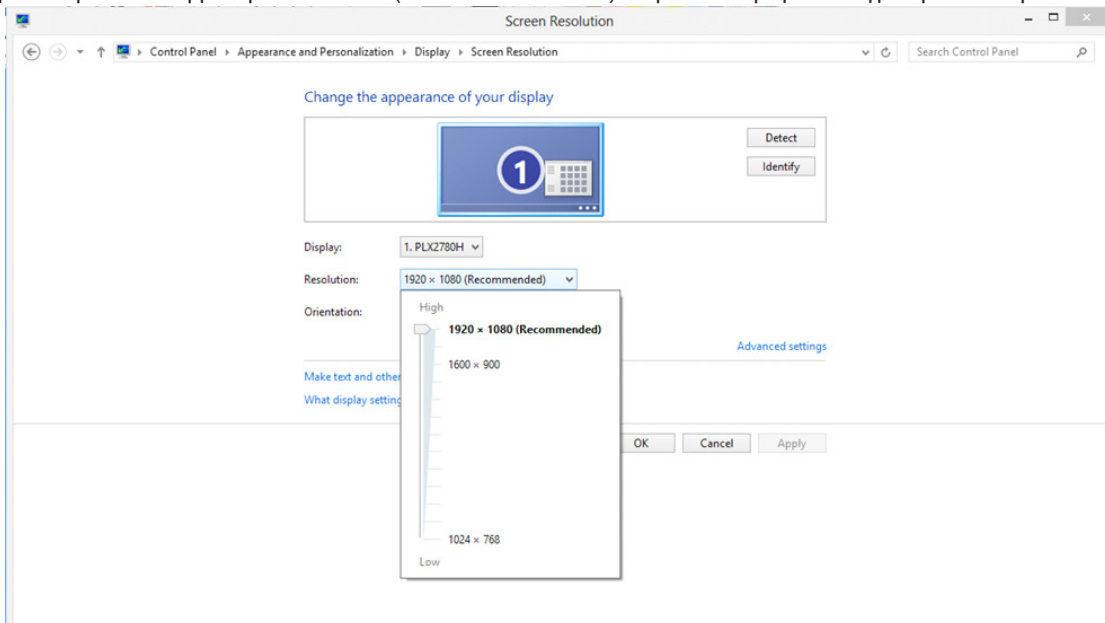 Screen Resolution
Control Panel ▸ Appearance and Personalization ▸ Display ▸ Screen Resolution
Search Control Panel
Change the appearance of your display
1
Detect
Identify
Display: 1. PLX2780H
Resolution: 1920 × 1080 (Recommended)
Orientation:
High
1920 × 1080 (Recommended)
1600 × 900
1024 × 768
Low
Advanced settings
Make text and other
What display setting
OK Cancel Apply